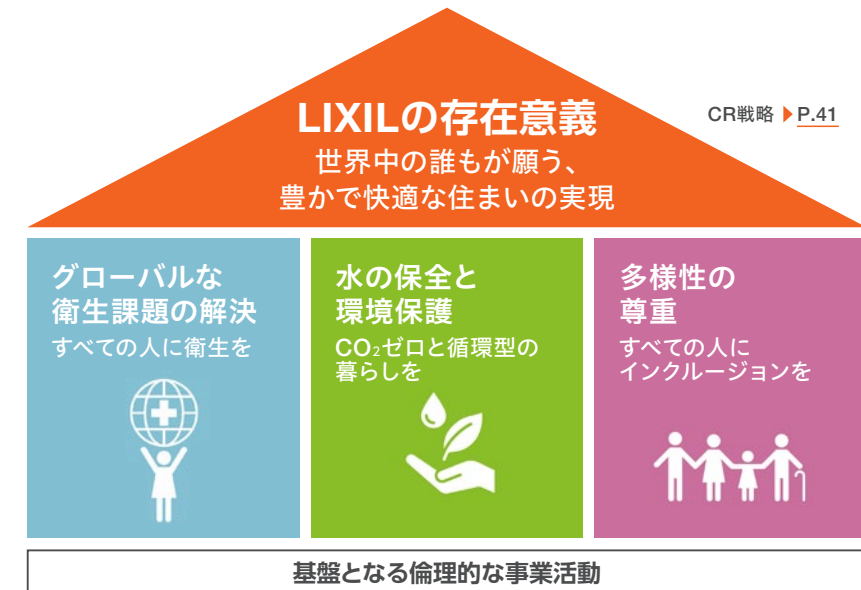 LIXILの存在意義
世界中の誰もが願う、
豊かで快適な住まいの実現
CR戦略 ▶ P.41
グローバルな
衛生課題の解決
すべての人に衛生を
水の保全と
環境保護
CO₂ゼロと循環型の
暮らしを
多様性の
尊重
すべての人に
インクルージョンを
基盤となる倫理的な事業活動